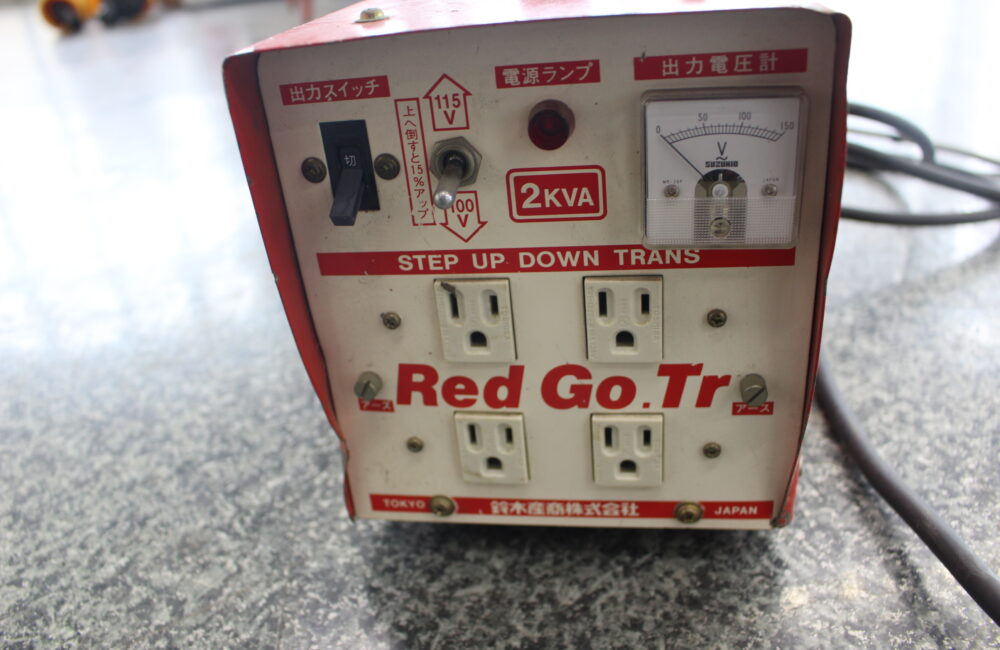 出力スイッチ
切
上へ倒すと15%アップ
115
V
100
V
電源ランプ
2KVA
出力電圧計
0 50 100 150
V
SUZUKID
JAPAN
STEP UP DOWN TRANS
Red Go.Tr
アース
アース
TOKYO 鈴木産商株式会社 JAPAN